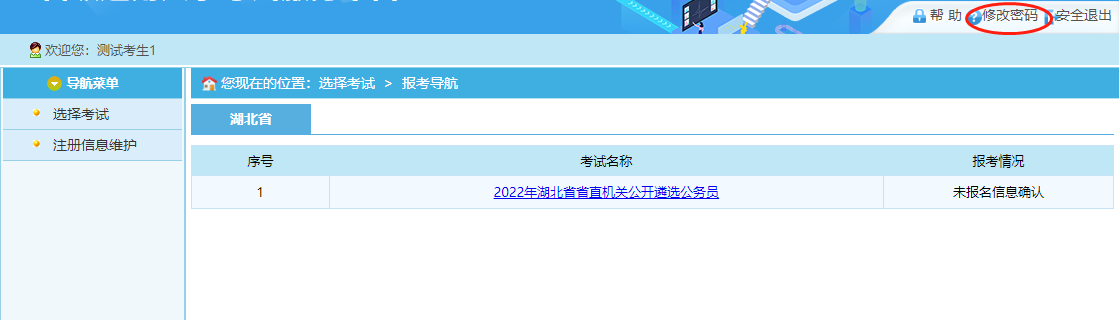 帮 助 修改密码 安全退出
欢迎您：测试考生1
导航菜单
选择考试
注册信息维护
您现在的位置：选择考试 > 报考导航
湖北省
序号 考试名称 报考情况
1 2022年湖北省省直机关公开遴选公务员 未报名信息确认